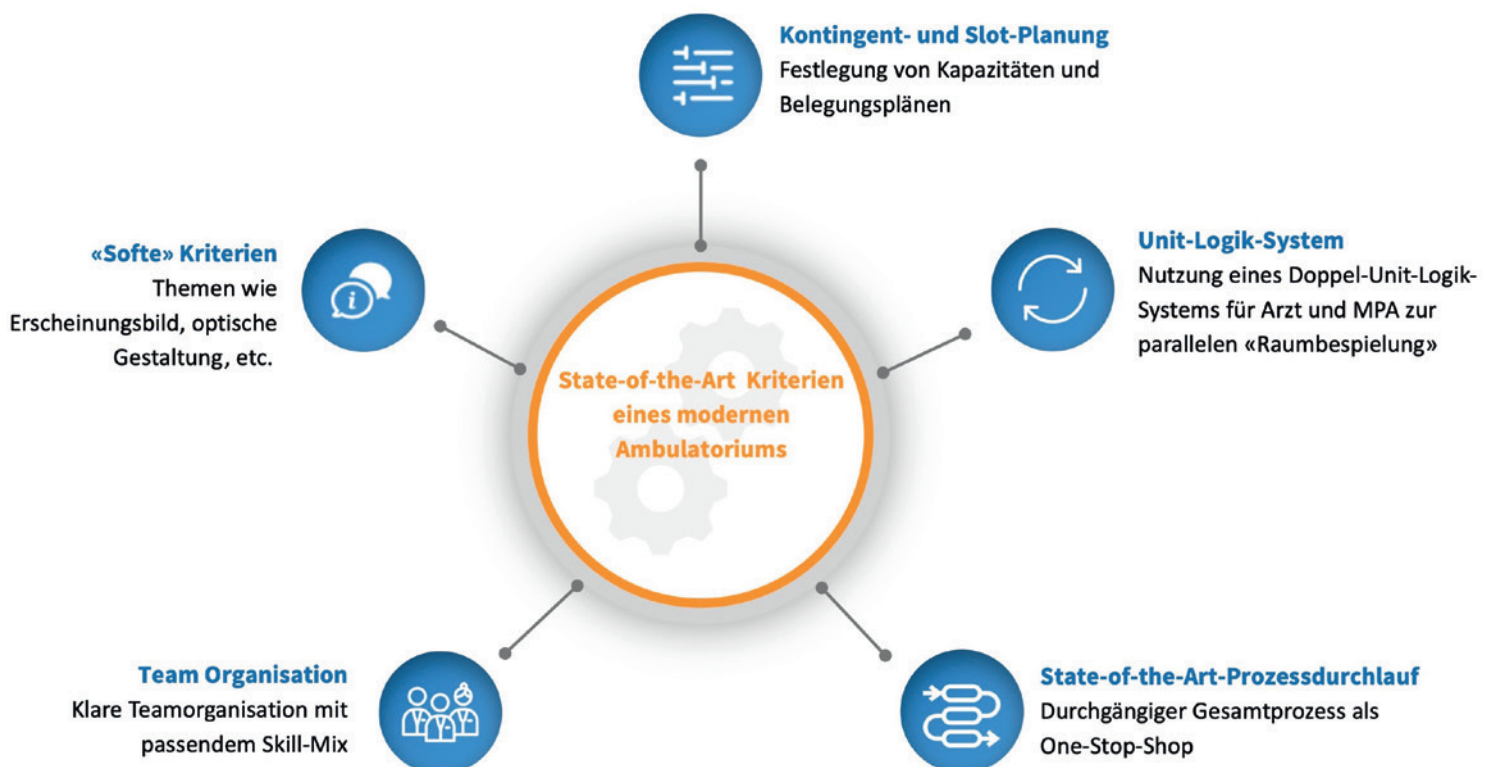 Kontingent- und Slot-Planung
Festlegung von Kapazitäten und
Belegungsplänen
«Softe» Kriterien
Themen wie
Erscheinungsbild, optische
Gestaltung, etc.
Unit-Logik-System
Nutzung eines Doppel-Unit-Logik-
Systems für Arzt und MPA zur
parallelen «Raumbespielung»
State-of-the-Art Kriterien
eines modernen
Ambulatoriums
Team Organisation
Klare Teamorganisation mit
passendem Skill-Mix
State-of-the-Art-Prozessdurchlauf
Durchgängiger Gesamtprozess als
One-Stop-Shop